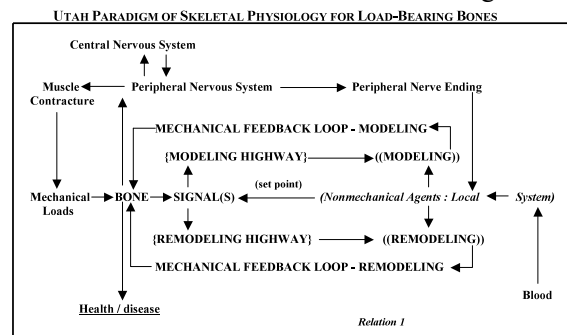 UTAH PARADIGM OF SKELETAL PHYSIOLOGY FOR LOAD-BEARING BONES
Central Nervous System
Muscle Contracture
Peripheral Nervous System
Peripheral Nerve Ending
MECHANICAL FEEDBACK LOOP - MODELING
{MODELING HIGHWAY}
((MODELING))
Mechanical Loads
BONE
SIGNAL(S)
(set point)
(Nonmechanical Agents : Local
System)
{REMODELING HIGHWAY}
((REMODELING))
MECHANICAL FEEDBACK LOOP - REMODELING
Health / disease
Blood
Relation 1